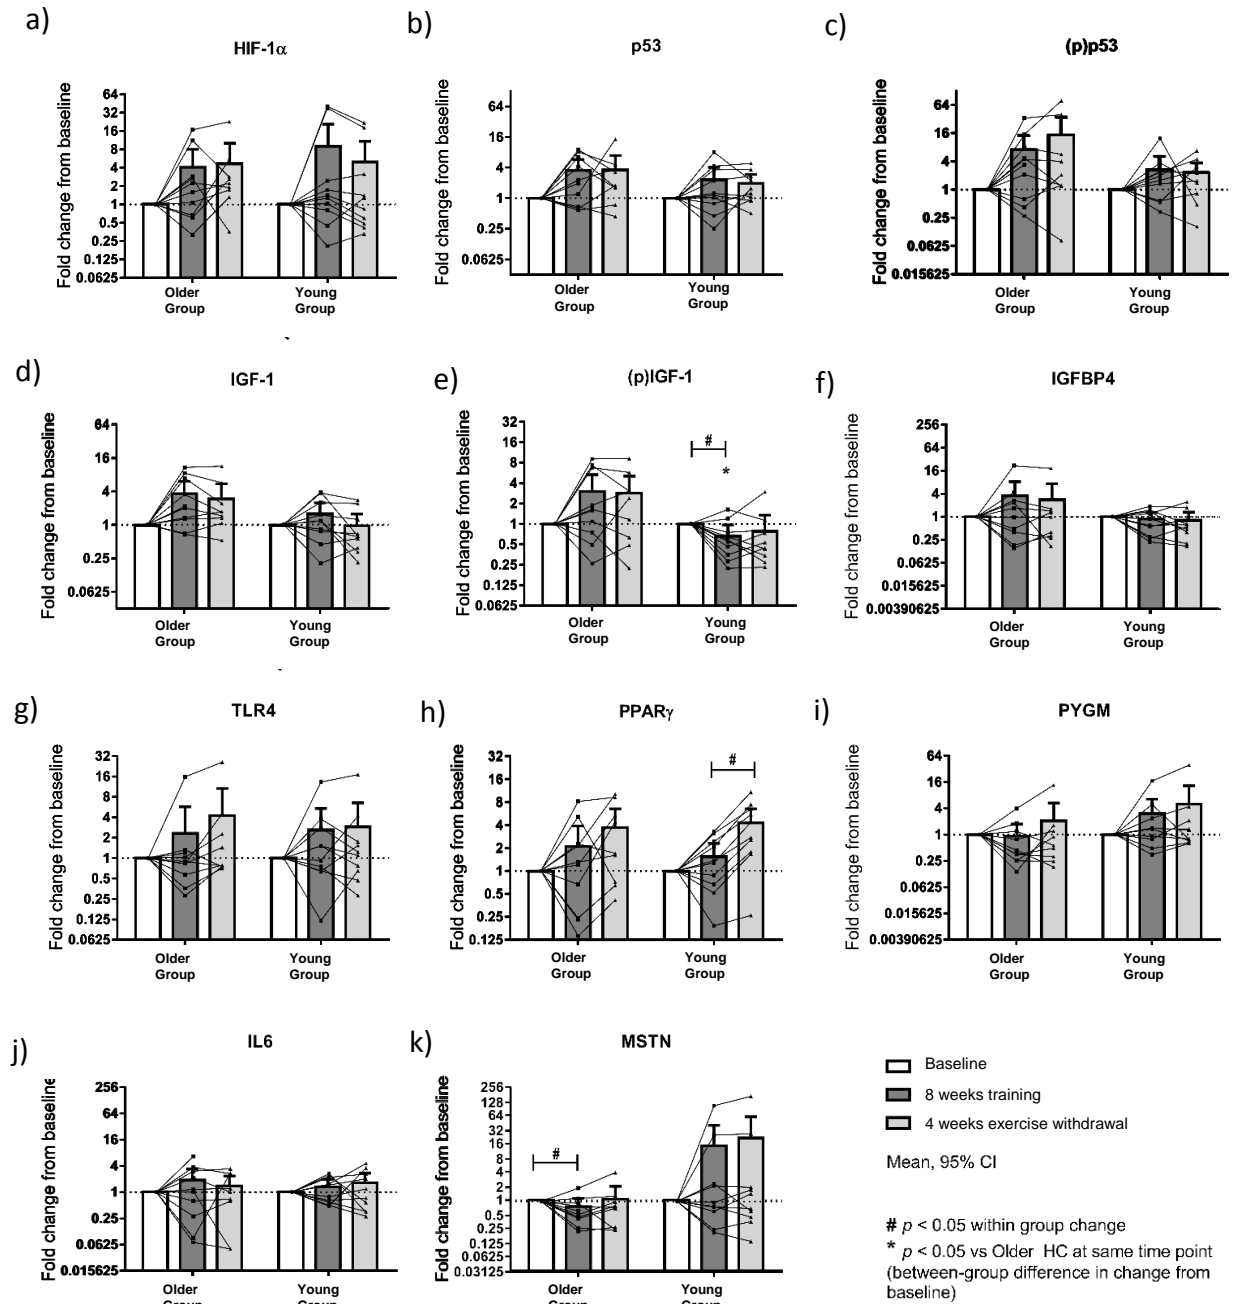 a)
HIF-1α
Fold change from baseline
64
32
16
8
4
2
1
0.5
0.25
0.125
0.0625
Older
Group
Young
Group
b)
p53
Fold change from baseline
64
16
4
1
0.25
0.0625
Older
Group
Young
Group
c)
(p)p53
Fold change from baseline
64
16
4
1
0.25
0.0625
0.015625
Older
Group
Young
Group
d)
IGF-1
Fold change from baseline
64
16
4
1
0.25
0.0625
Older
Group
Young
Group
e)
(p)IGF-1
Fold change from baseline
32
16
8
4
2
1
0.5
0.25
0.125
0.0625
#
*
Older
Group
Young
Group
f)
IGFBP4
Fold change from baseline
256
64
16
4
1
0.25
0.0625
0.015625
0.00390625
Older
Group
Young
Group
g)
TLR4
Fold change from baseline
32
16
8
4
2
1
0.5
0.25
0.125
0.0625
Older
Group
Young
Group
h)
PPARγ
Fold change from baseline
32
16
8
4
2
1
0.5
0.25
0.125
#
Older
Group
Young
Group
i)
PYGM
Fold change from baseline
64
16
4
1
0.25
0.0625
0.015625
0.00390625
Older
Group
Young
Group
j)
IL6
Fold change from baseline
256
64
16
4
1
0.25
0.0625
0.015625
Older
Group
Young
Group
k)
MSTN
Fold change from baseline
256
128
64
32
16
8
4
2
1
0.5
0.25
0.125
0.0625
0.03125
#
Older
Group
Young
Group
Baseline
8 weeks training
4 weeks exercise withdrawal
Mean, 95% CI
# p < 0.05 within group change
* p < 0.05 vs Older HC at same time point
(between-group difference in change from
baseline)